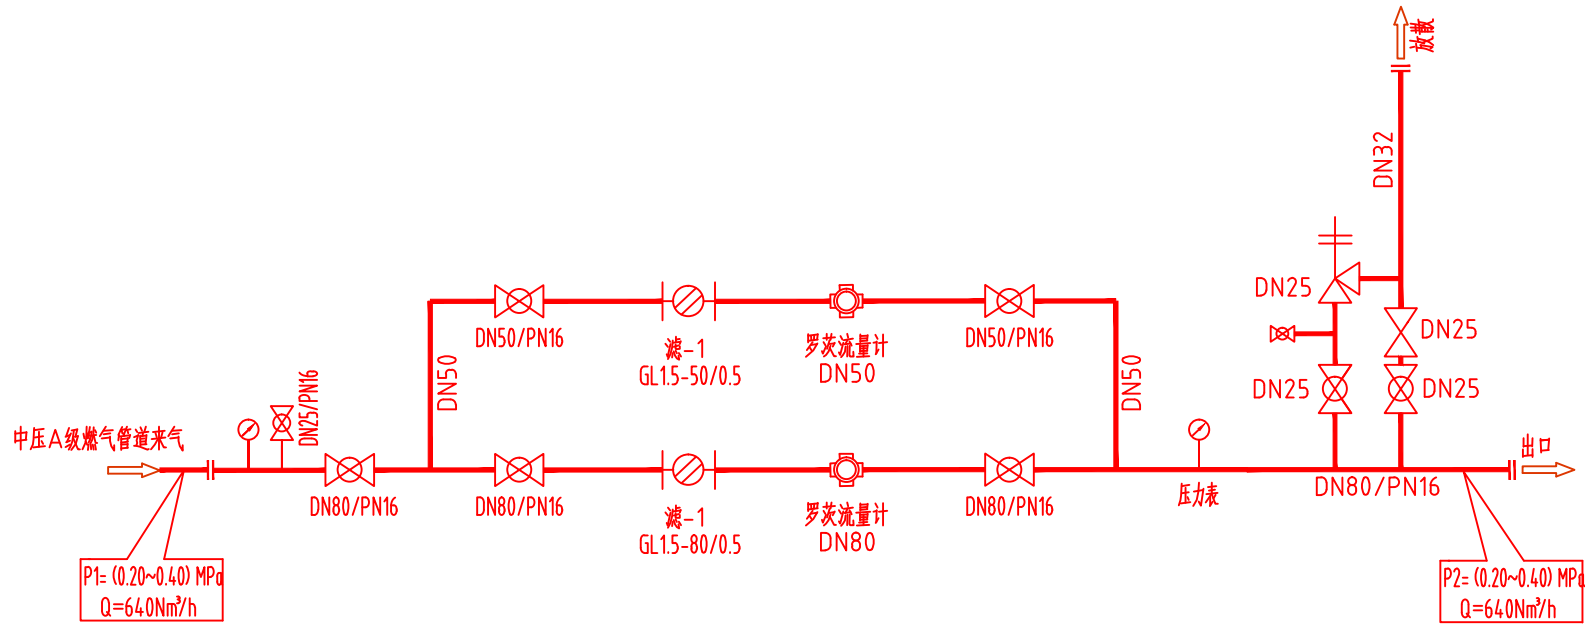 放散
DN32
DN25
DN25
DN25
DN25
DN50/PN16
滤-1
GL1.5-50/0.5
罗茨流量计
DN50
DN50/PN16
DN50
DN50
DN25/PN16
中压A级燃气管道来气
DN80/PN16
DN80/PN16
滤-1
GL1.5-80/0.5
罗茨流量计
DN80
DN80/PN16
压力表
DN80/PN16
出口
P1=(0.20~0.40) MPa
Q=640Nm³/h
P2=(0.20~0.40) MPa
Q=640Nm³/h